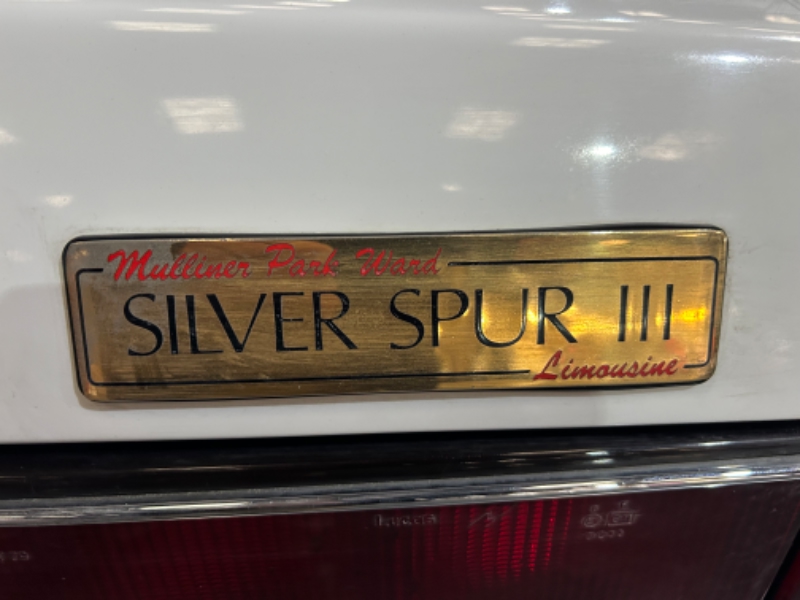 Mulliner Park Ward
SILVER SPUR III
Limousine